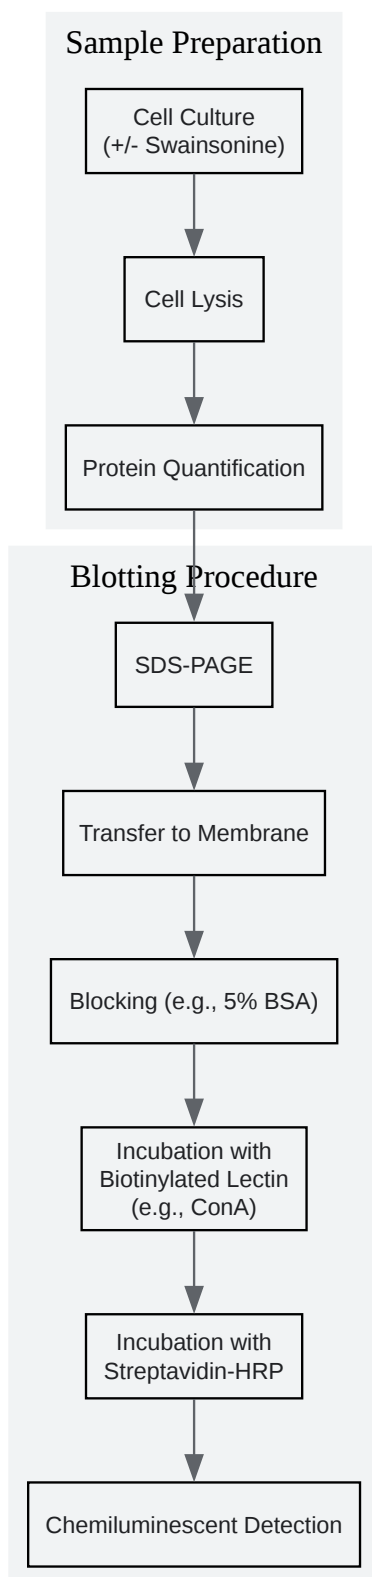 Sample Preparation
Cell Culture
(+/- Swainsonine)
Cell Lysis
Protein Quantification
Blotting Procedure
SDS-PAGE
Transfer to Membrane
Blocking (e.g., 5% BSA)
Incubation with
Biotinylated Lectin
(e.g., ConA)
Incubation with
Streptavidin-HRP
Chemiluminescent Detection